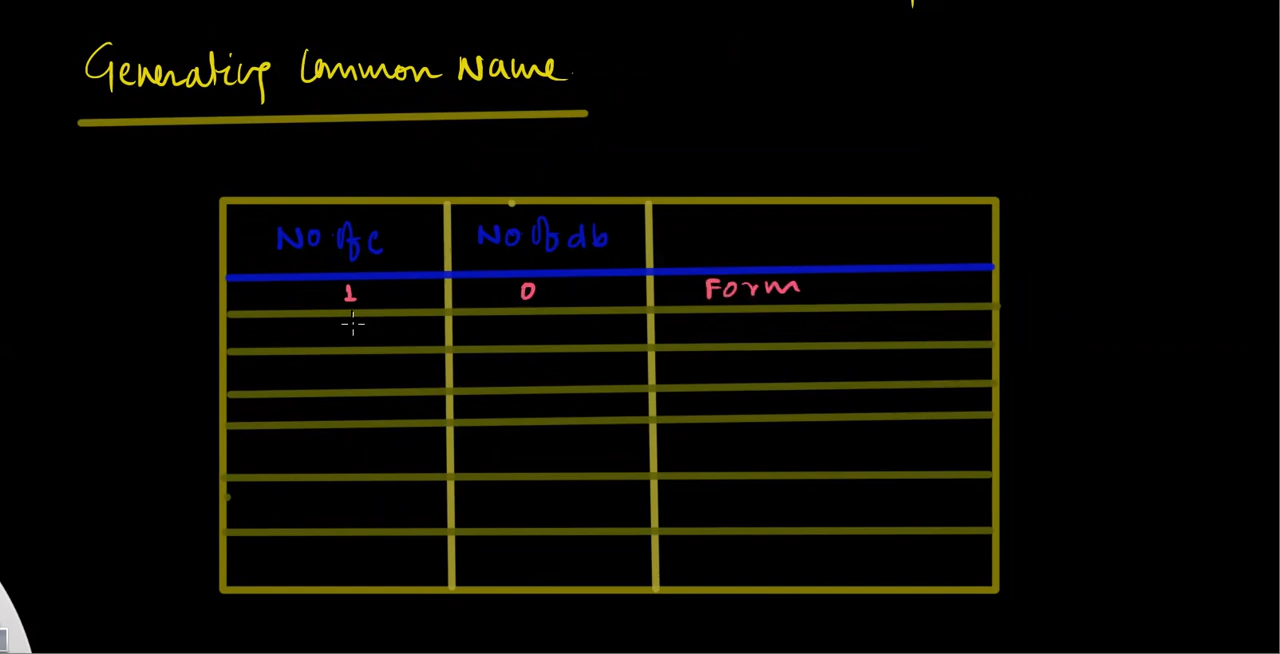 Generating Common Name.
No of c No of db
1 0 Form